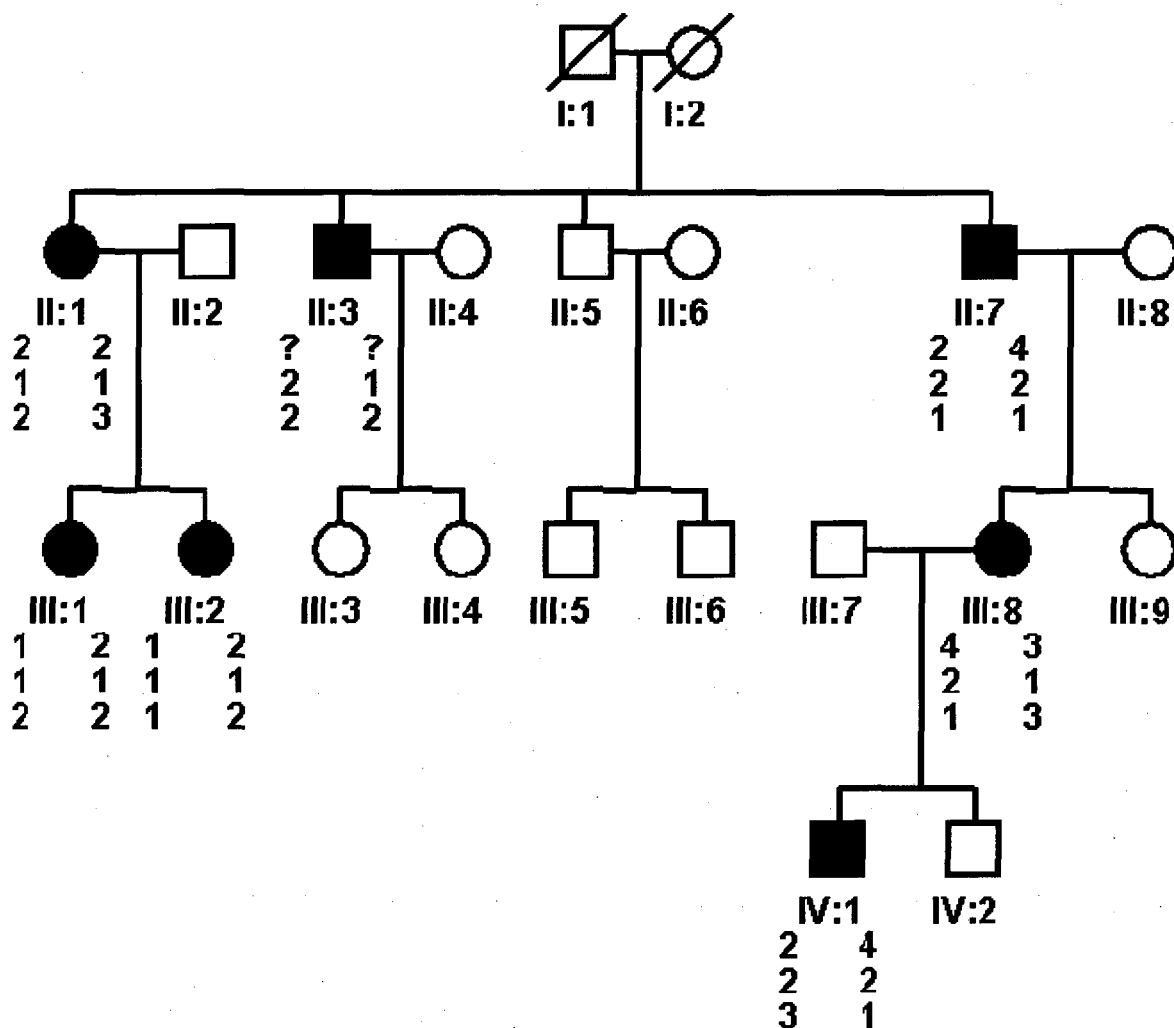 I:1 I:2
II:1 II:2 II:3 II:4 II:5 II:6 II:7 II:8
2 2 ? ? 2 4
1 1 2 1 2 2
2 3 2 2 1 1
III:1 III:2 III:3 III:4 III:5 III:6 III:7 III:8 III:9
1 2 1 2 4 3
1 1 1 1 2 1
2 2 1 2 1 3
IV:1 IV:2
2 4
2 2
3 1